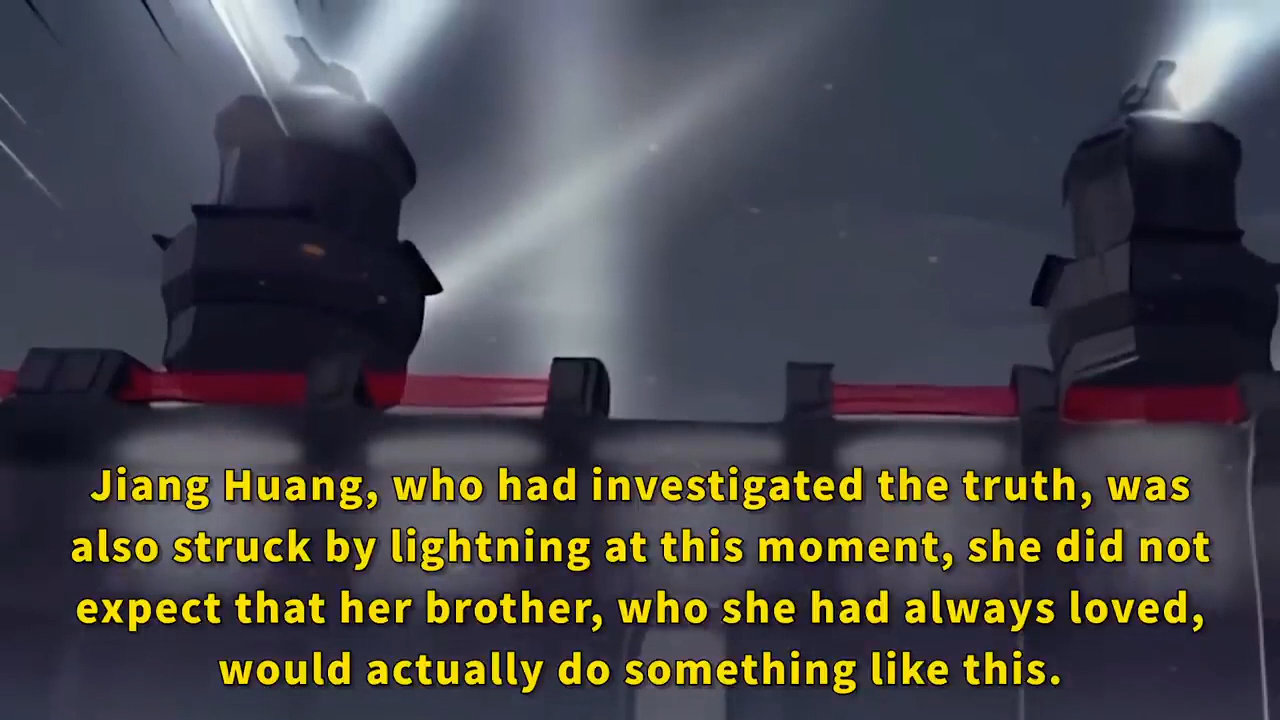 Jiang Huang, who had investigated the truth, was
also struck by lightning at this moment, she did not
expect that her brother, who she had always loved,
would actually do something like this.